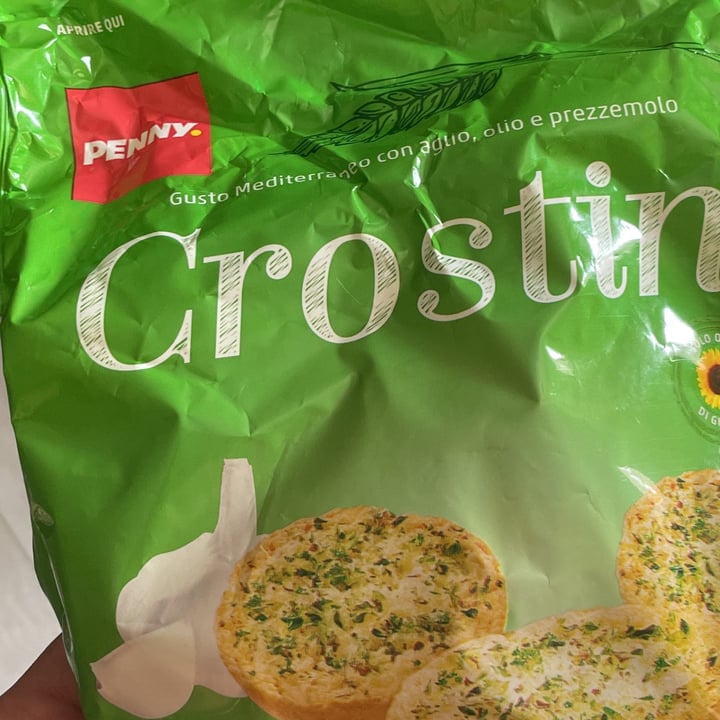 APRIRE QUI
PENNY.
Gusto Mediterraneo con aglio, olio e prezzemolo
Crostin